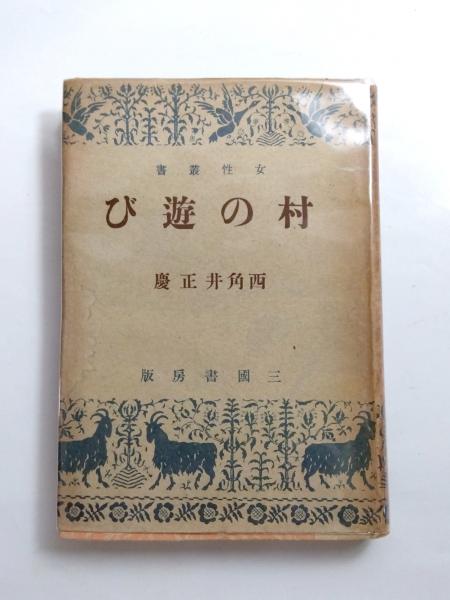 女性叢書
村の遊び
西角井正慶
三國書房版